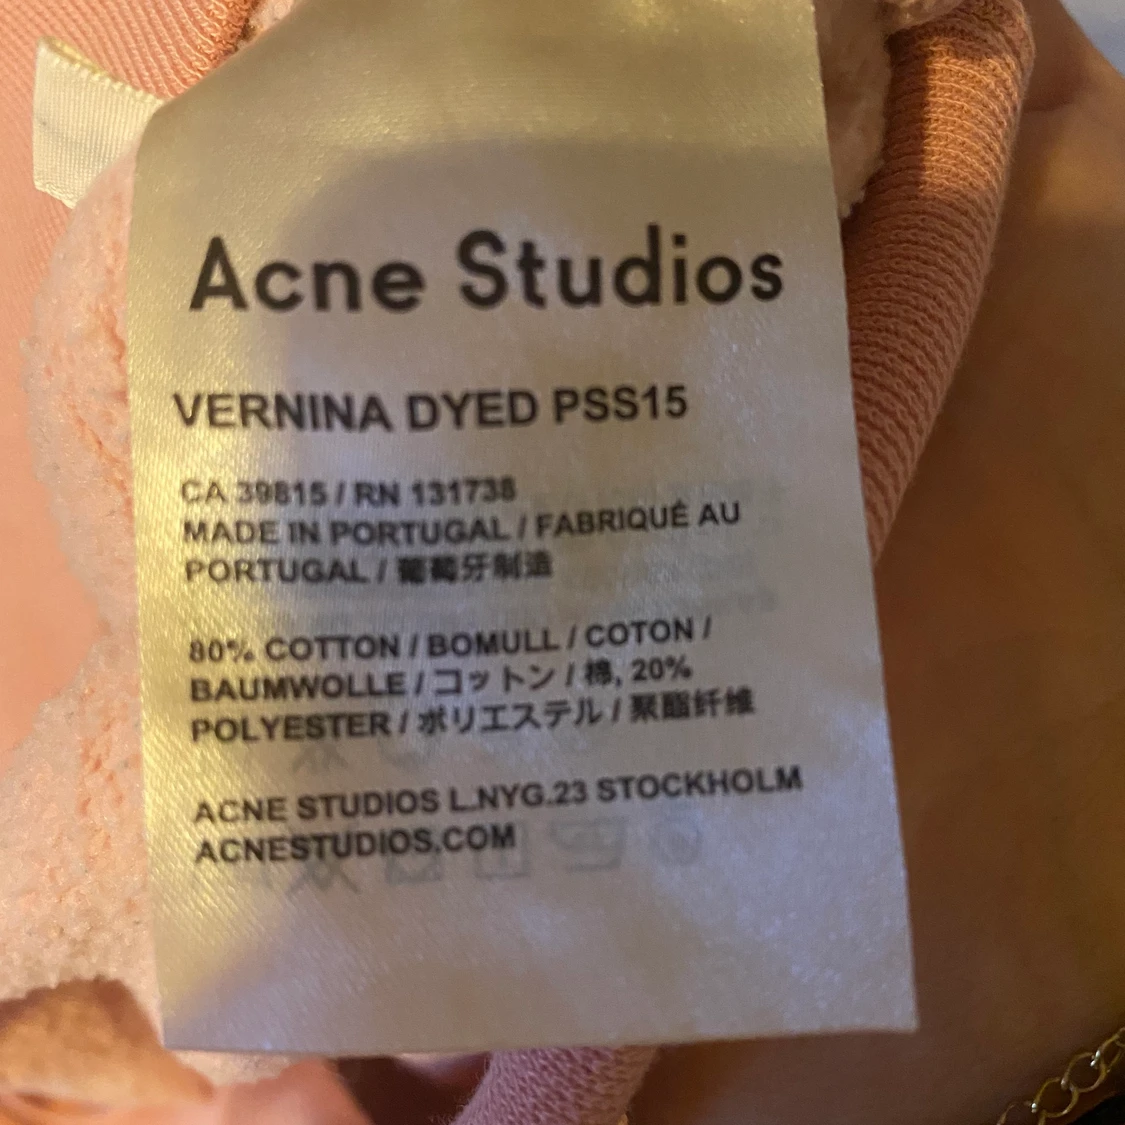 Acne Studios
VERNINA DYED PSS15
CA 39815 / RN 131738
MADE IN PORTUGAL / FABRIQUÉ AU
PORTUGAL / 葡萄牙制造
80% COTTON / BOMULL / COTON /
BAUMWOLLE / コットン / 棉, 20%
POLYESTER / ポリエステル / 聚酯纤维
ACNE STUDIOS L.NYG.23 STOCKHOLM
ACNESTUDIOS.COM